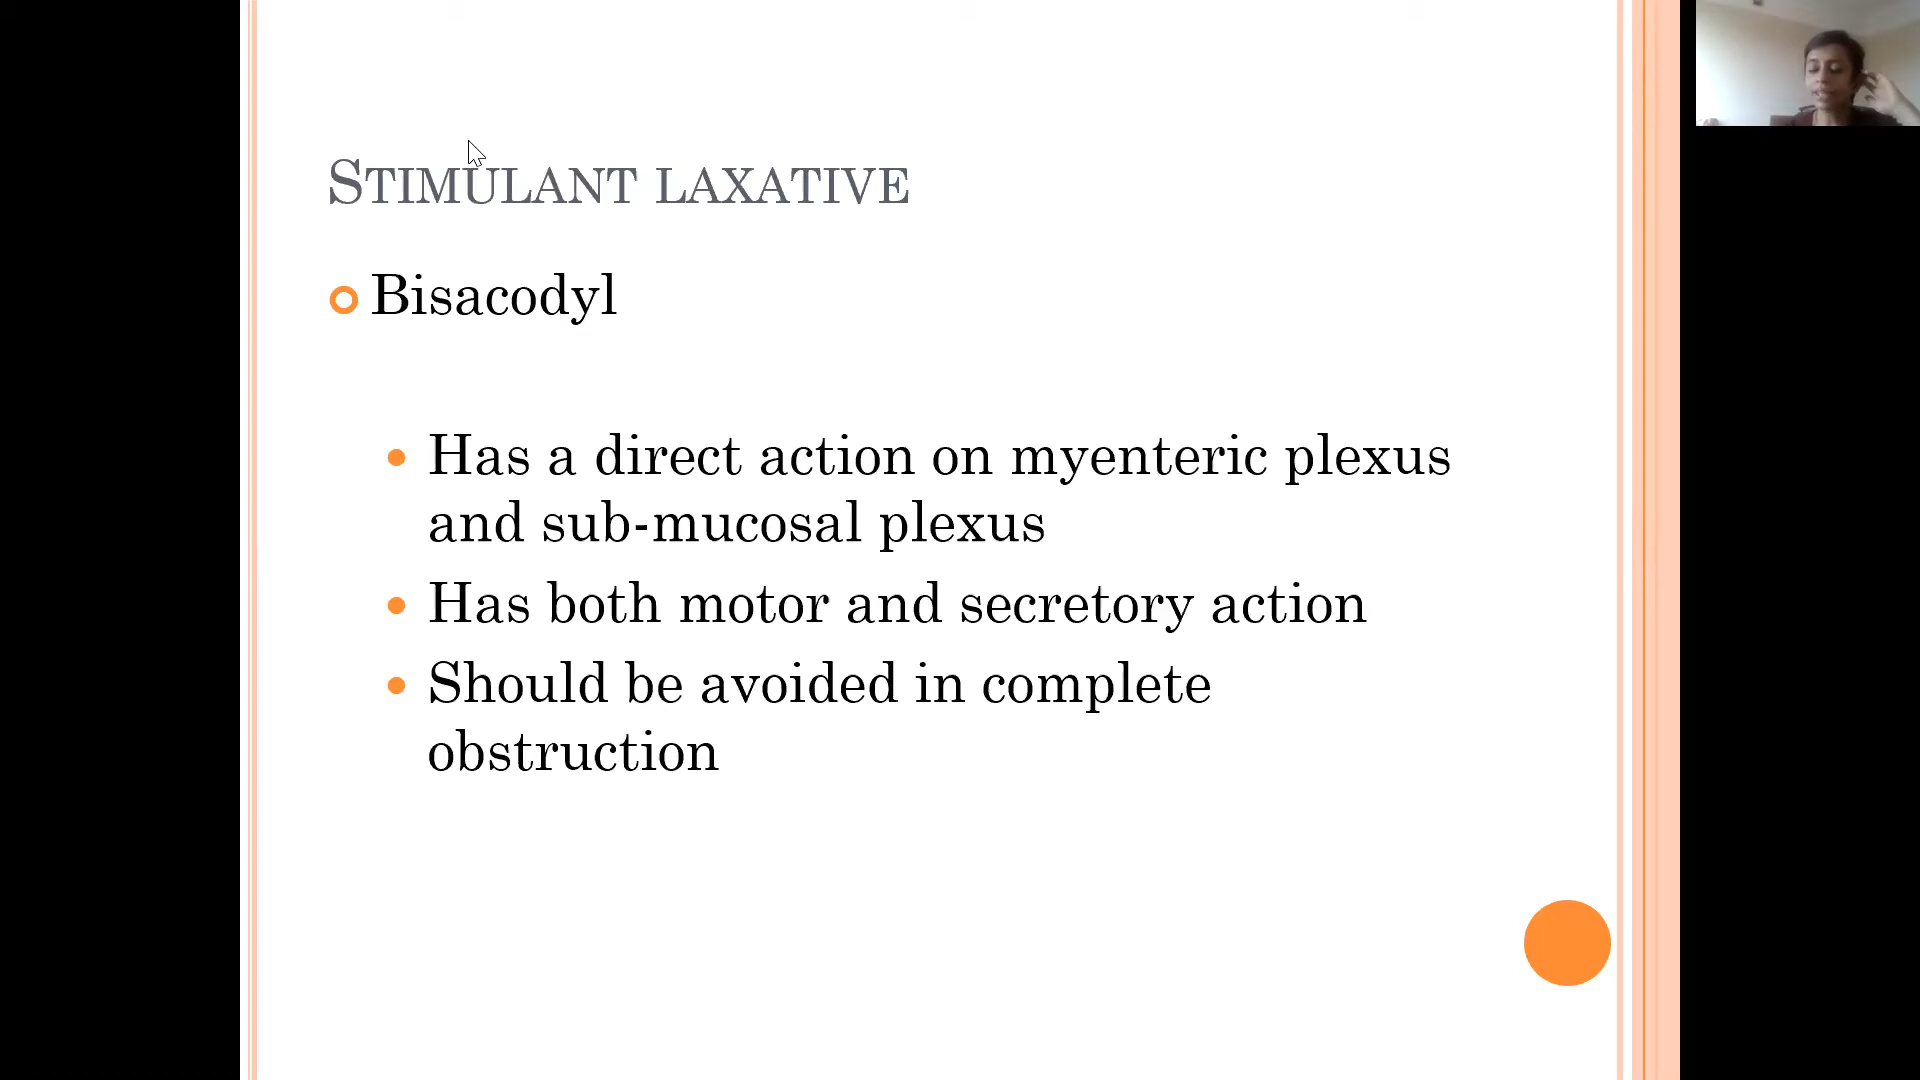 STIMULANT LAXATIVE
Bisacodyl
Has a direct action on myenteric plexus
and sub-mucosal plexus
Has both motor and secretory action
Should be avoided in complete
obstruction